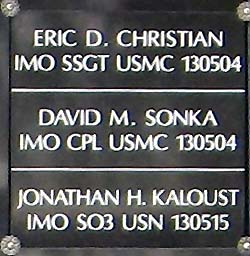 ERIC D. CHRISTIAN
IMO SSGT USMC 130504
DAVID M. SONKA
IMO CPL USMC 130504
JONATHAN H. KALOUST
IMO SO3 USN 130515